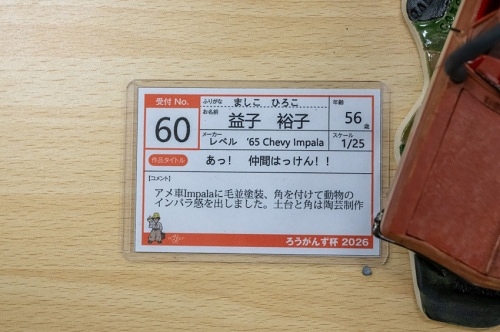 受付 No.
60
ふりがな ましこ ひろこ
お名前 益子 裕子
年齢 56歳
メーカー レベル '65 Chevy Impala
スケール 1/25
作品タイトル あっ! 仲間はっけん!!
【コメント】
アメ車Impalaに毛並塗装、角を付けて動物の
インパラ感を出しました。土台と角は陶芸制作
ろうがんず杯 2026